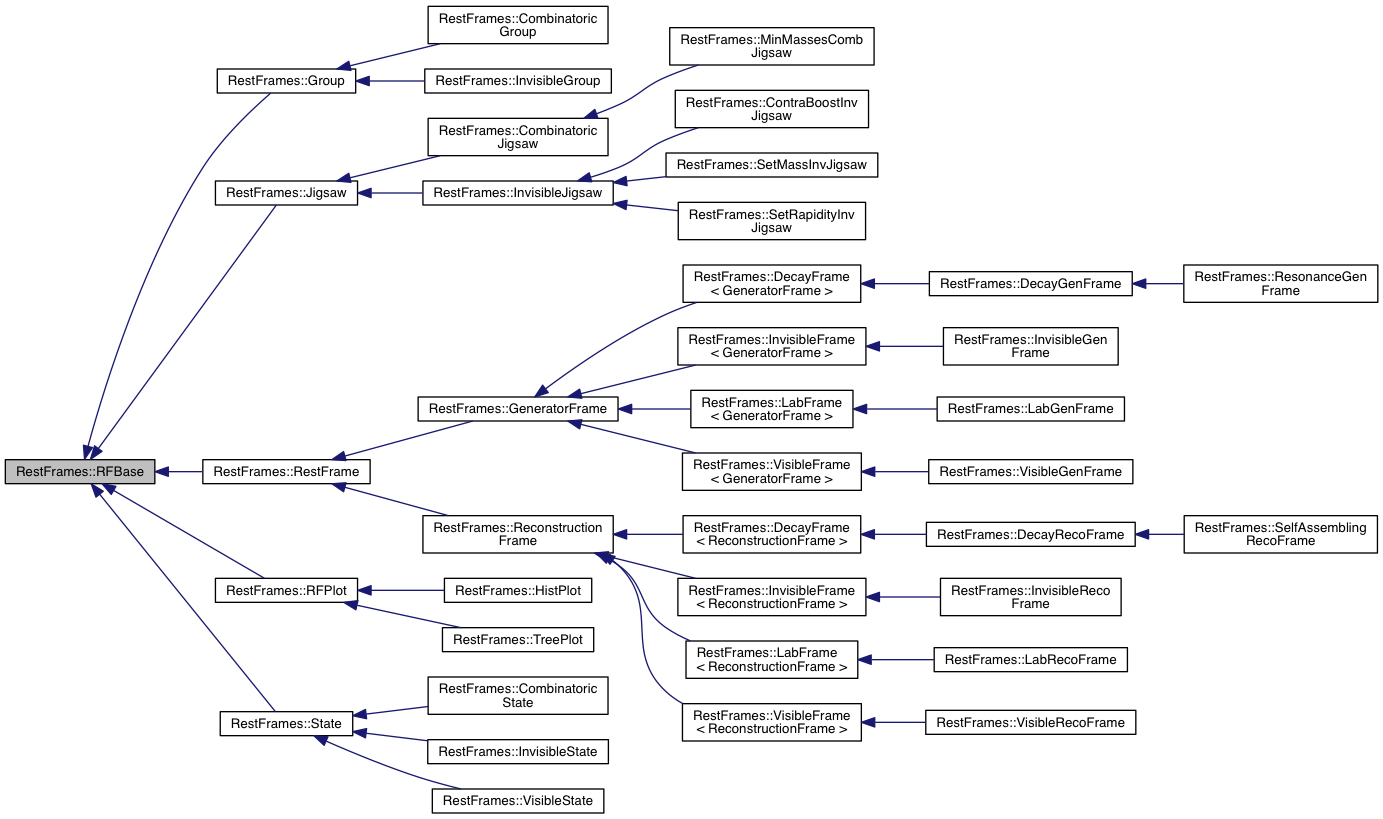 RestFrames::RFBase
RestFrames::Group
RestFrames::Combinatoric
Group
RestFrames::InvisibleGroup
RestFrames::Jigsaw
RestFrames::Combinatoric
Jigsaw
RestFrames::MinMassesComb
Jigsaw
RestFrames::InvisibleJigsaw
RestFrames::ContraBoostInv
Jigsaw
RestFrames::SetMassInvJigsaw
RestFrames::SetRapidityInv
Jigsaw
RestFrames::RestFrame
RestFrames::GeneratorFrame
RestFrames::DecayFrame
< GeneratorFrame >
RestFrames::DecayGenFrame
RestFrames::ResonanceGen
Frame
RestFrames::InvisibleFrame
< GeneratorFrame >
RestFrames::InvisibleGen
Frame
RestFrames::LabFrame
< GeneratorFrame >
RestFrames::LabGenFrame
RestFrames::VisibleFrame
< GeneratorFrame >
RestFrames::VisibleGenFrame
RestFrames::Reconstruction
Frame
RestFrames::DecayFrame
< ReconstructionFrame >
RestFrames::DecayRecoFrame
RestFrames::SelfAssembling
RecoFrame
RestFrames::InvisibleFrame
< ReconstructionFrame >
RestFrames::InvisibleReco
Frame
RestFrames::LabFrame
< ReconstructionFrame >
RestFrames::LabRecoFrame
RestFrames::VisibleFrame
< ReconstructionFrame >
RestFrames::VisibleRecoFrame
RestFrames::RFPlot
RestFrames::HistPlot
RestFrames::TreePlot
RestFrames::State
RestFrames::Combinatoric
State
RestFrames::InvisibleState
RestFrames::VisibleState